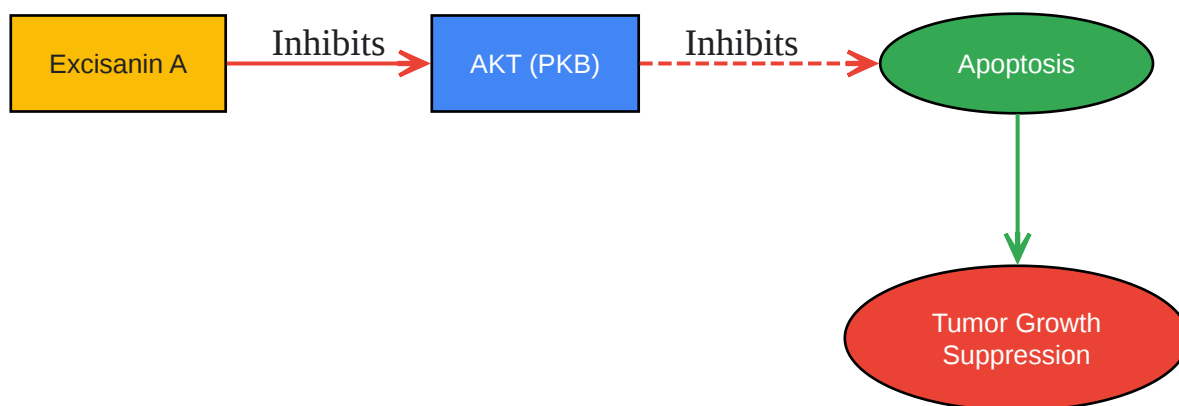 Excisanin A
Inhibits
AKT (PKB)
Inhibits
Apoptosis
Tumor Growth
Suppression